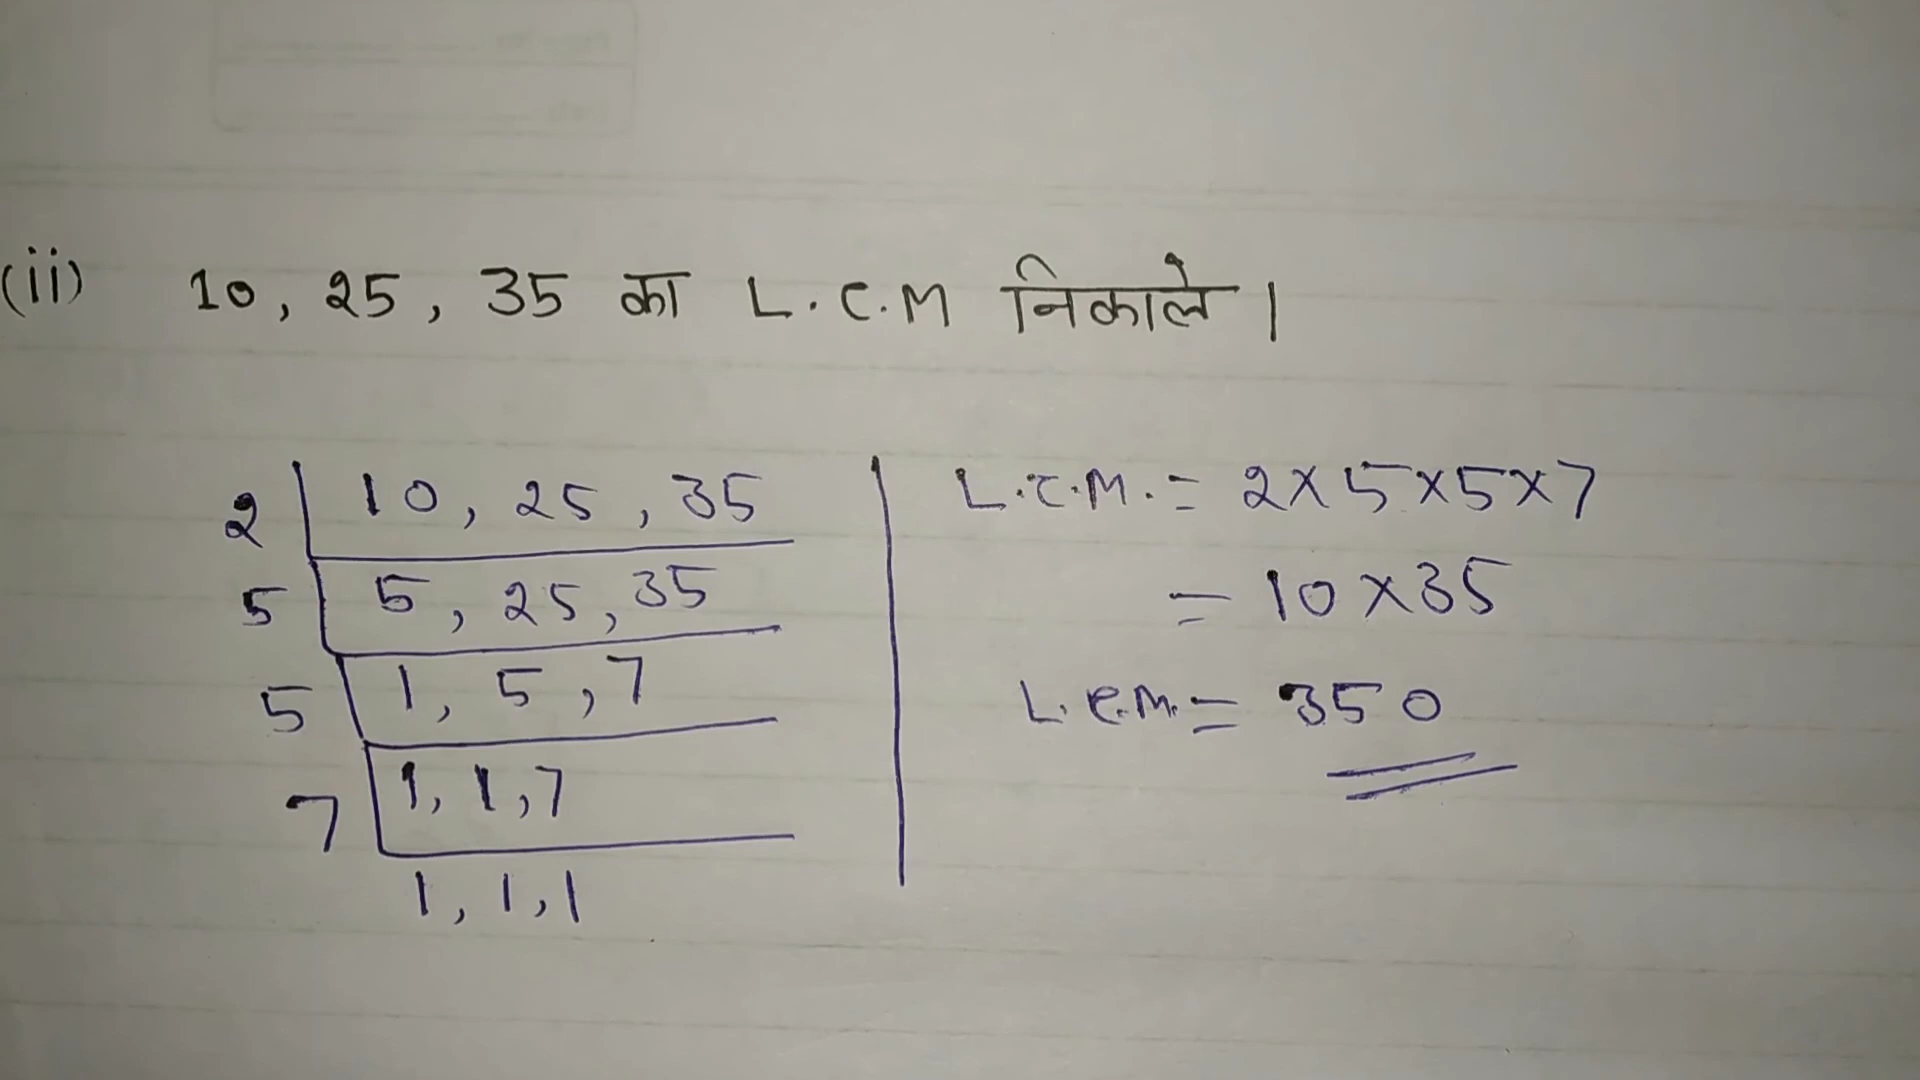 (ii) 10, 25, 35 का L.C.M निकाले।
2 | 10, 25, 35
5 | 5, 25, 35
5 | 1, 5, 7
7 | 1, 1, 7
1, 1, 1
L.C.M. = 2×5×5×7
= 10×35
L.C.M. = 350